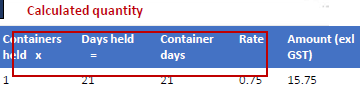 Calculated quantity
Containers held x Days held = Container days Rate Amount (exl GST)
1 21 21 0.75 15.75